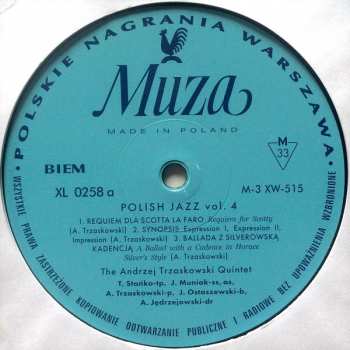 • POLSKIE NAGRANIA WARSZAWA •
Muza
MADE IN POLAND
BIEM
M
33
XL 0258 a
M-3 XW-515
POLISH JAZZ vol. 4
1. REQUIEM DLA SCOTTA LA FARO Requiem for Scotty
(A. Trzaskowski) 2. SYNOPSIS Expression I, Expression II,
Impression (A. Trzaskowski) 3. BALLADA Z SILVEROWSKĄ
KADENCJĄ A Ballad with a Cadence in Horace
Silver's Style (A. Trzaskowski)
The Andrzej Trzaskowski Quintet
T. Stańko-tp, J. Muniak-ss, as,
A. Trzaskowski-p, J. Ostaszewski-b,
A. Jędrzejowski-dr
WSZYSTKIE PRAWA ZASTRZEŻONE KOPIOWANIE ODTWARZANIE PUBLICZNE I RADIOWE BEZ UPOWAŻNIENIA WZBRONIONE